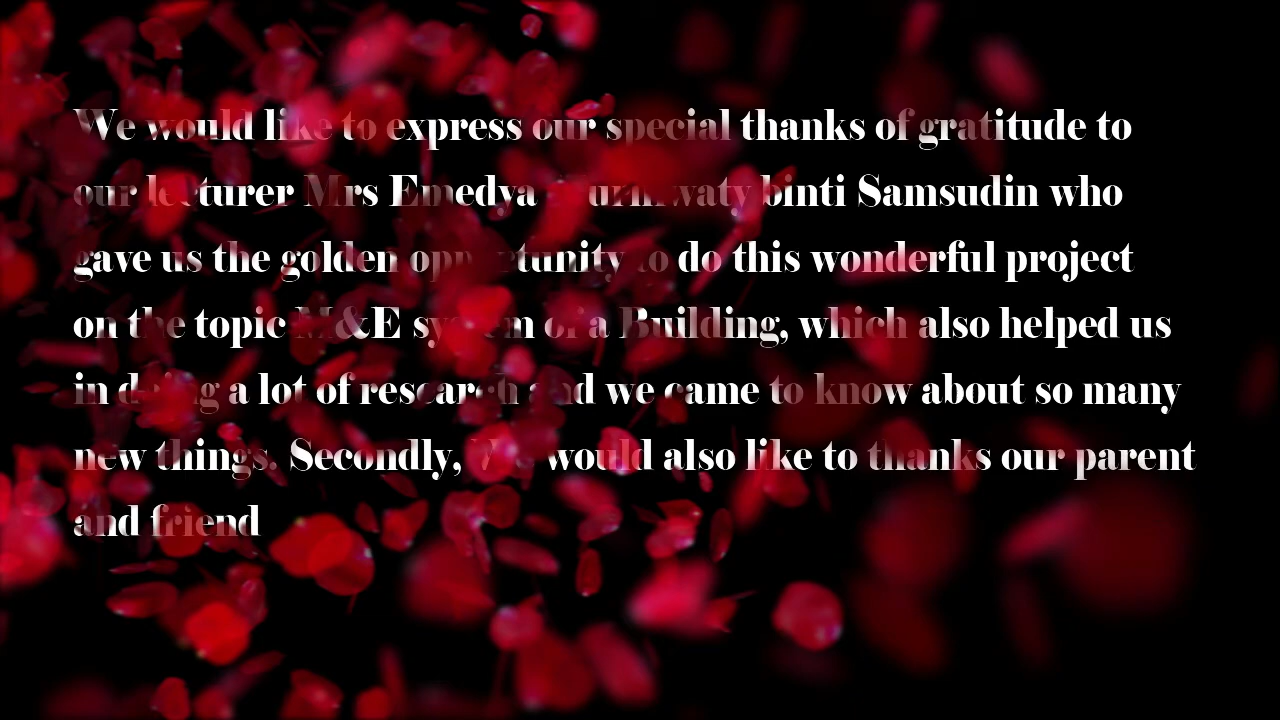 We would like to express our special thanks of gratitude to
our lecturer Mrs Emedya binti Samsudin who
gave us the golden opportunity to do this wonderful project
on the topic M&E system of a Building, which also helped us
in doing a lot of research and we came to know about so many
new things. Secondly, We would also like to thanks our parent
and friend